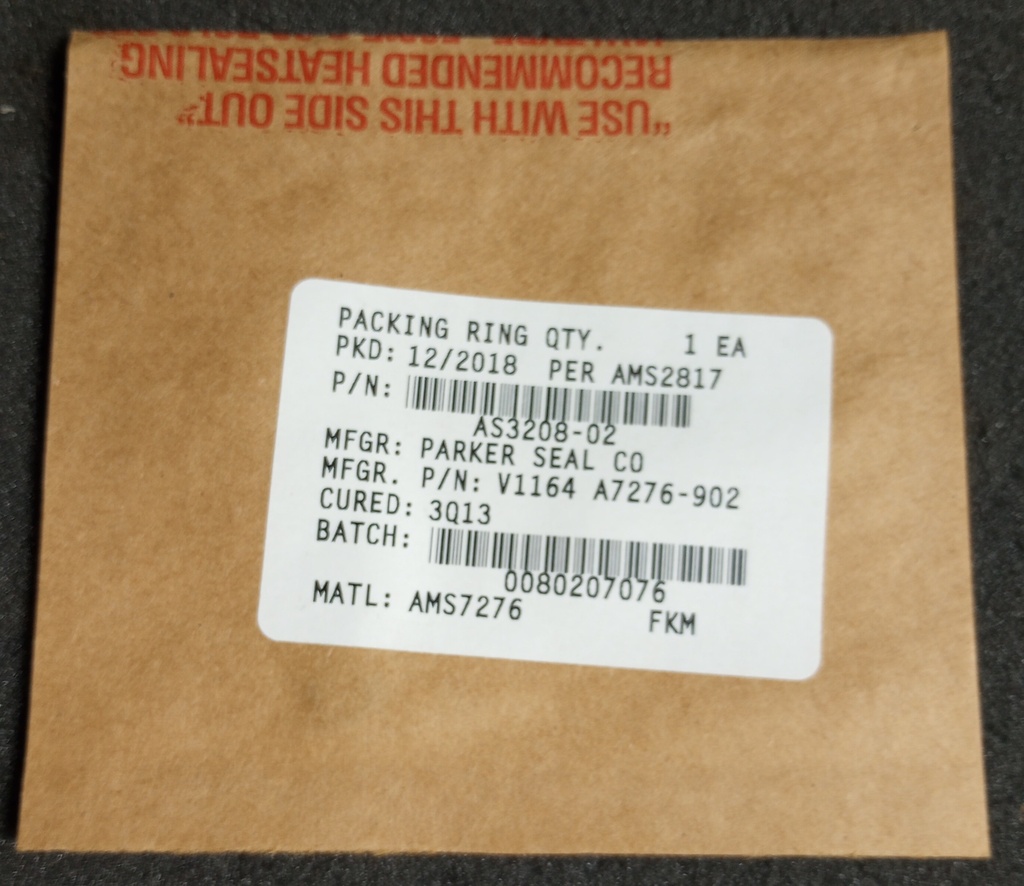 RECOMMENDED HEATSEALING
"USE WITH THIS SIDE OUT"
PACKING RING QTY. 1 EA
PKD: 12/2018 PER AMS2817
P/N:
AS3208-02
MFGR: PARKER SEAL CO
MFGR. P/N: V1164 A7276-902
CURED: 3Q13
BATCH:
0080207076
MATL: AMS7276 FKM